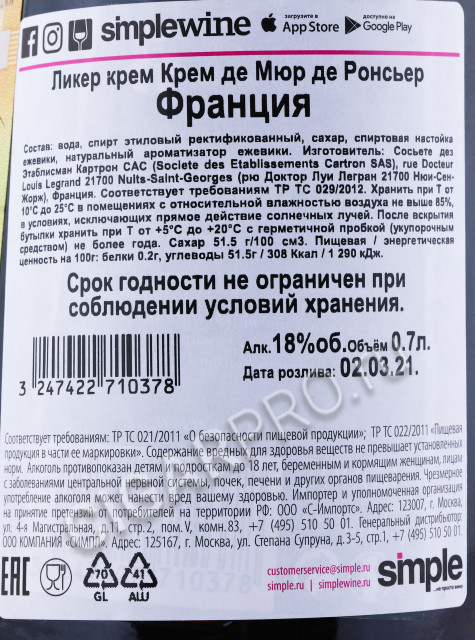 simplewine загрузите в App Store доступно на Google Play
Ликер крем Крем де Мюр де Ронсьер
Франция
Состав: вода, спирт этиловый ректификованный, сахар, спиртовая настойка
ежевики, натуральный ароматизатор ежевики. Изготовитель: Сосьете дез
Этаблисман Картрон САС (Societe des Etablissements Cartron SAS), rue Docteur
Louis Legrand 21700 Nuits-Saint-Georges (рю Доктор Луи Легран 21700 Нюи-Сен-
Жорж), Франция. Соответствует требованиям ТР ТС 029/2012. Хранить при Т от
10°C до 25°C в помещениях с относительной влажностью воздуха не выше 85%,
в условиях, исключающих прямое действие солнечных лучей. После вскрытия
бутылки хранить при Т от +5°C до +20°C с герметичной пробкой (укупорочным
средством) не более года. Сахар 51.5 г/100 см3. Пищевая / энергетическая
ценность на 100г: белки 0.2г, углеводы 51.5г / 308 Ккал / 1 290 кДж.
Срок годности не ограничен при
соблюдении условий хранения.
Алк.18%об.Объём 0.7л.
Дата розлива: 02.03.21.
3 247422 710378
Соответствует требованиям: ТР ТС 021/2011 «О безопасности пищевой продукции»; ТР ТС 022/2011 «Пищевая
продукция в части ее маркировки». Содержание вредных для здоровья веществ не превышает установленных
норм. Алкоголь противопоказан детям и подросткам до 18 лет, беременным и кормящим женщинам, лицам
с заболеваниями центральной нервной системы, почек, печени и других органов пищеварения. Чрезмерное
употребление алкоголя может нанести вред вашему здоровью. Импортер и уполномоченная организация
на принятие претензий от потребителей на территории РФ: ООО «С-Импортс». Адрес: 123007, г. Москва,
ул. 4-я Магистральная, д.11, стр. 2, пом.V, комн.83, +7 (495) 510 50 01. Генеральный дистрибьютор:
ООО КОМПАНИЯ «СИМПЛ». Адрес: 125167, г. Москва, ул. Степана Супруна, д.3-5, стр.1, +7 (495) 510 50 01.
EAC 70 GL 41 ALU
customerservice@simple.ru
simple.ru | simplewine.ru
simple
...не просто вино
CIGARPRO.ru